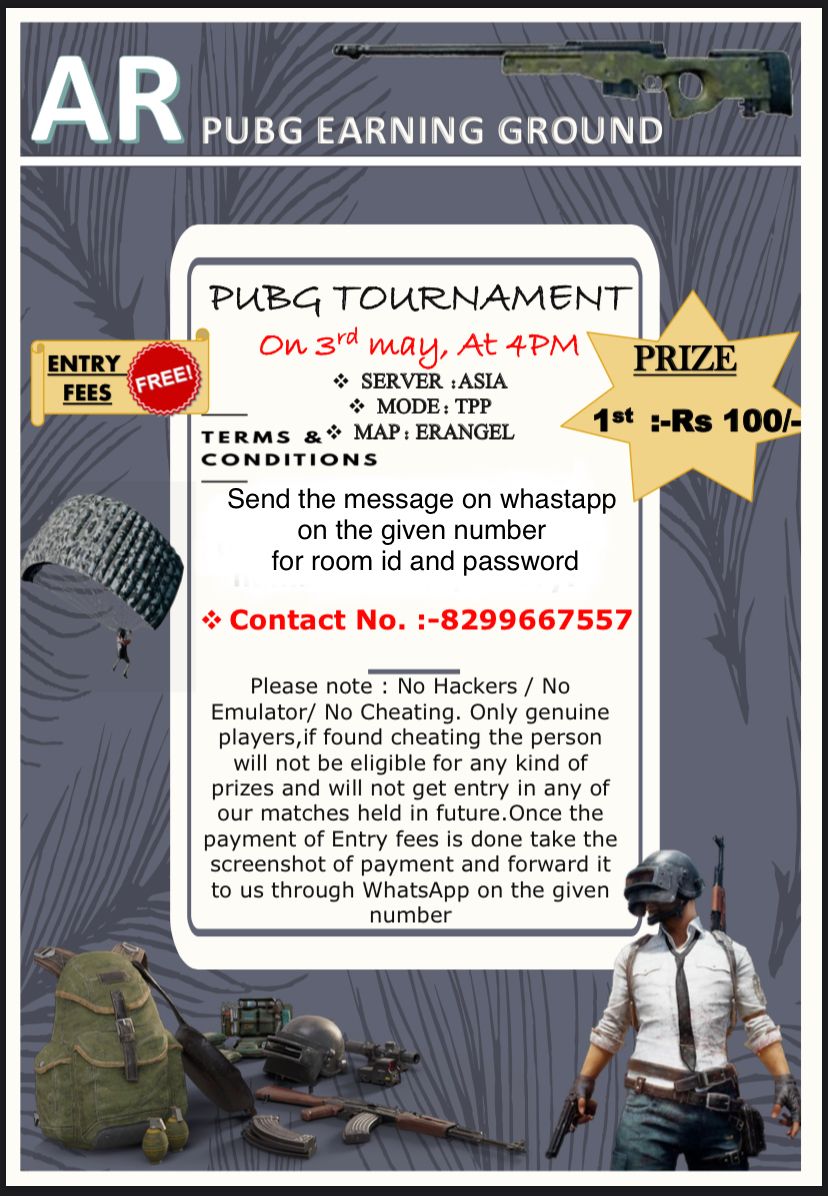 AR PUBG EARNING GROUND
PUBG TOURNAMENT
On 3rd may, At 4PM
ENTRY
FEES
FREE!
PRIZE
1st :-Rs 100/-
❖ SERVER :ASIA
❖ MODE: TPP
❖ MAP: ERANGEL
TERMS &
CONDITIONS
Send the message on whastapp
on the given number
for room id and password
❖ Contact No. :-8299667557
Please note : No Hackers / No
Emulator/ No Cheating. Only genuine
players,if found cheating the person
will not be eligible for any kind of
prizes and will not get entry in any of
our matches held in future.Once the
payment of Entry fees is done take the
screenshot of payment and forward it
to us through WhatsApp on the given
number